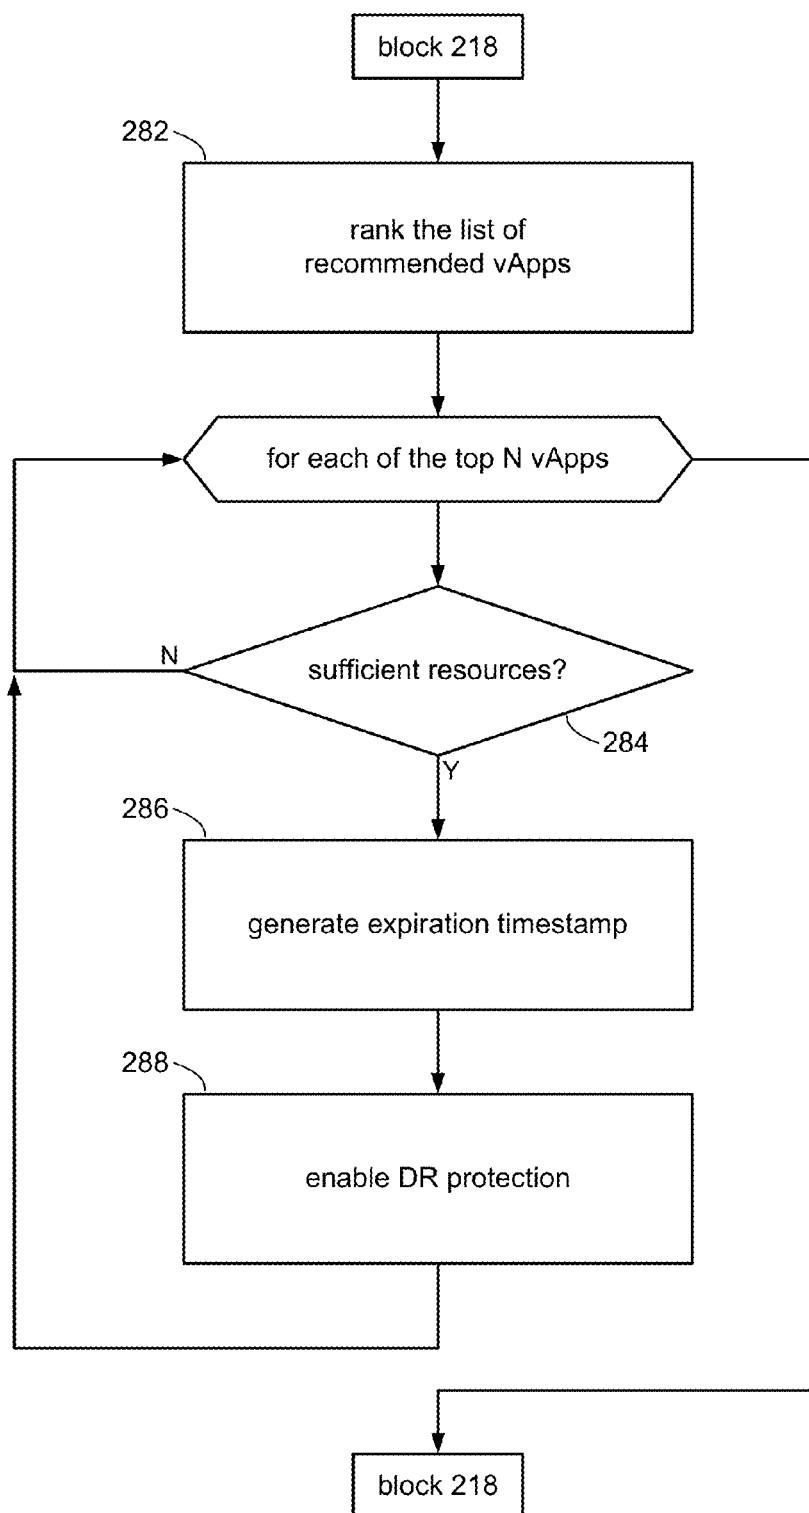 block 218
282
rank the list of
recommended vApps
for each of the top N vApps
N
sufficient resources?
284
Y
286
generate expiration timestamp
288
enable DR protection
block 218